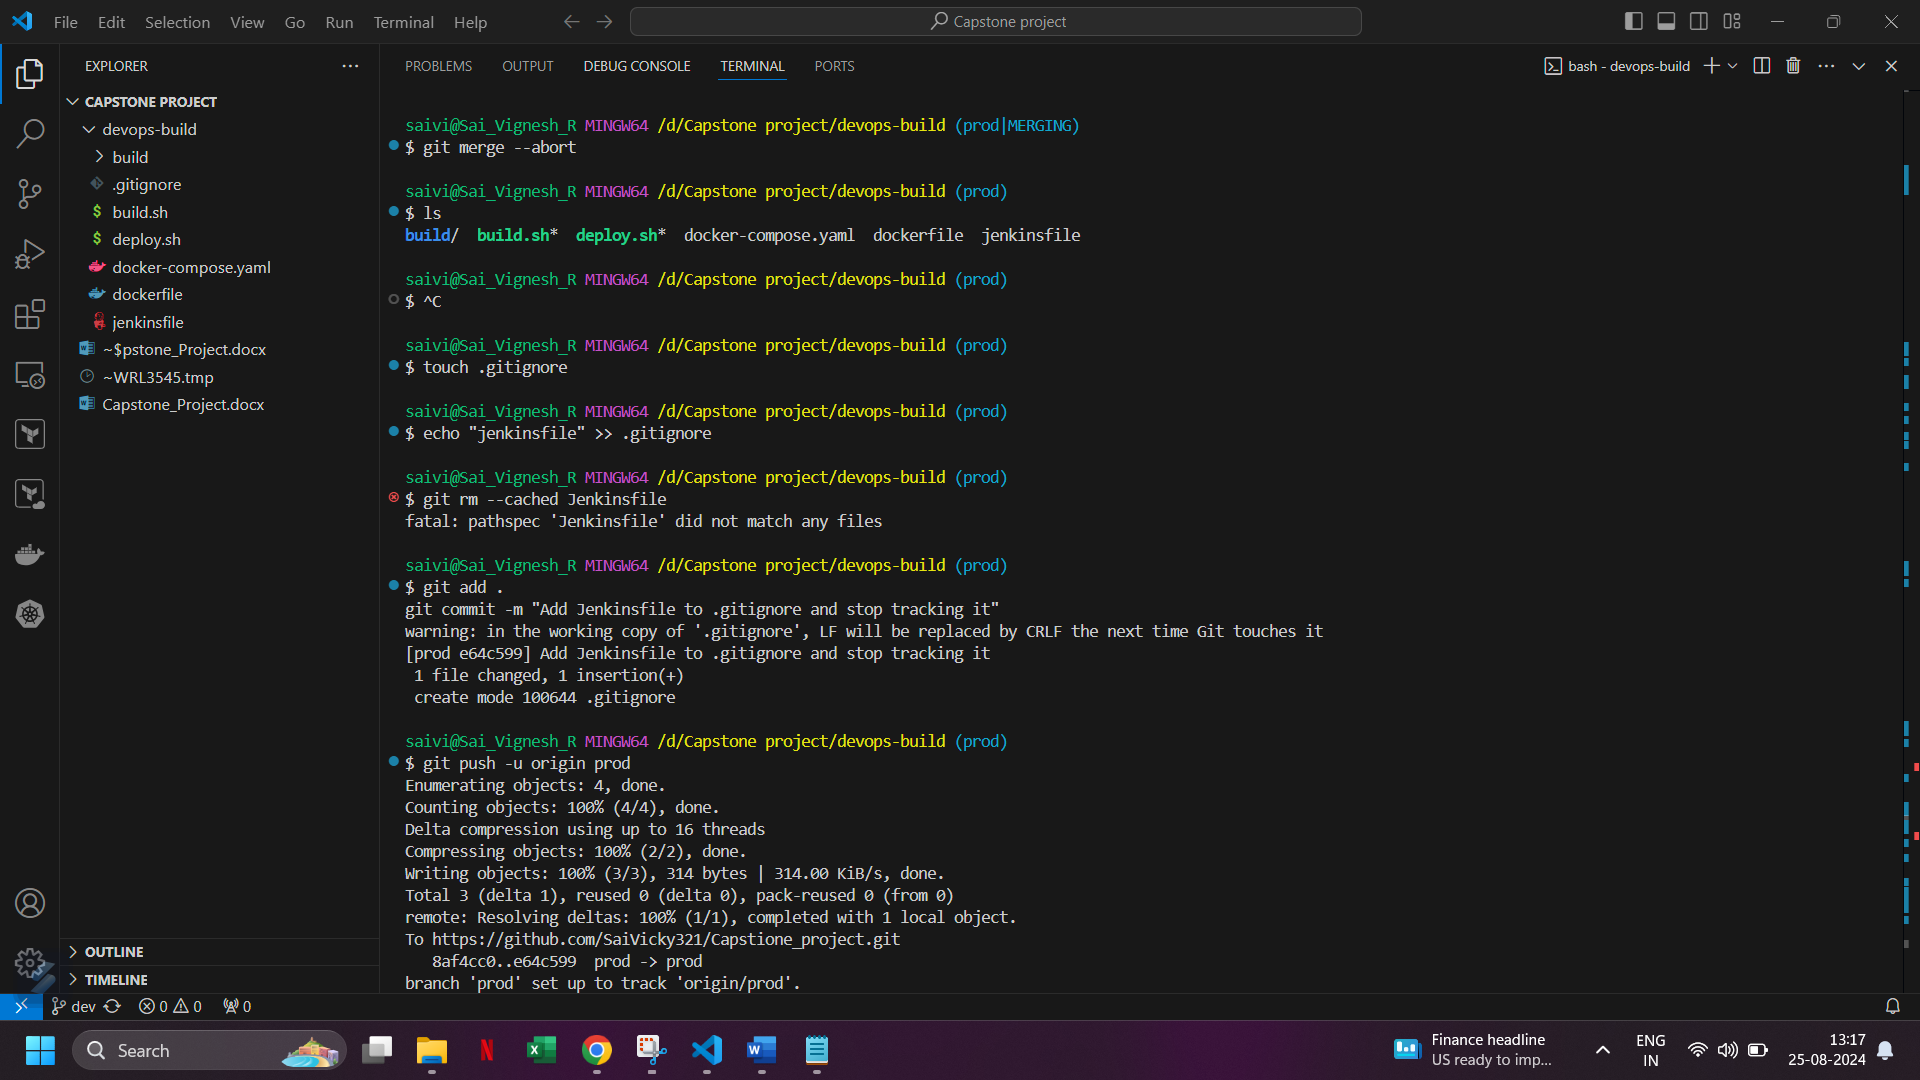 File Edit Selection View Go Run Terminal Help
Capstone project
EXPLORER
CAPSTONE PROJECT
devops-build
build
.gitignore
build.sh
deploy.sh
docker-compose.yaml
dockerfile
jenkinsfile
~$pstone_Project.docx
~WRL3545.tmp
Capstone_Project.docx
OUTLINE
TIMELINE
PROBLEMS OUTPUT DEBUG CONSOLE TERMINAL PORTS
bash - devops-build
saivi@Sai_Vignesh_R MINGW64 /d/Capstone project/devops-build (prod|MERGING)
$ git merge --abort
saivi@Sai_Vignesh_R MINGW64 /d/Capstone project/devops-build (prod)
$ ls
build/ build.sh* deploy.sh* docker-compose.yaml dockerfile jenkinsfile
saivi@Sai_Vignesh_R MINGW64 /d/Capstone project/devops-build (prod)
$ ^C
saivi@Sai_Vignesh_R MINGW64 /d/Capstone project/devops-build (prod)
$ touch .gitignore
saivi@Sai_Vignesh_R MINGW64 /d/Capstone project/devops-build (prod)
$ echo "jenkinsfile" >> .gitignore
saivi@Sai_Vignesh_R MINGW64 /d/Capstone project/devops-build (prod)
$ git rm --cached Jenkinsfile
fatal: pathspec 'Jenkinsfile' did not match any files
saivi@Sai_Vignesh_R MINGW64 /d/Capstone project/devops-build (prod)
$ git add .
git commit -m "Add Jenkinsfile to .gitignore and stop tracking it"
warning: in the working copy of '.gitignore', LF will be replaced by CRLF the next time Git touches it
[prod e64c599] Add Jenkinsfile to .gitignore and stop tracking it
1 file changed, 1 insertion(+)
create mode 100644 .gitignore
saivi@Sai_Vignesh_R MINGW64 /d/Capstone project/devops-build (prod)
$ git push -u origin prod
Enumerating objects: 4, done.
Counting objects: 100% (4/4), done.
Delta compression using up to 16 threads
Compressing objects: 100% (2/2), done.
Writing objects: 100% (3/3), 314 bytes | 314.00 KiB/s, done.
Total 3 (delta 1), reused 0 (delta 0), pack-reused 0 (from 0)
remote: Resolving deltas: 100% (1/1), completed with 1 local object.
To https://github.com/SaiVicky321/Capstione_project.git
8af4cc0..e64c599 prod -> prod
branch 'prod' set up to track 'origin/prod'.
dev 0 0 0
Search
Finance headline
US ready to imp...
ENG
IN
13:17
25-08-2024